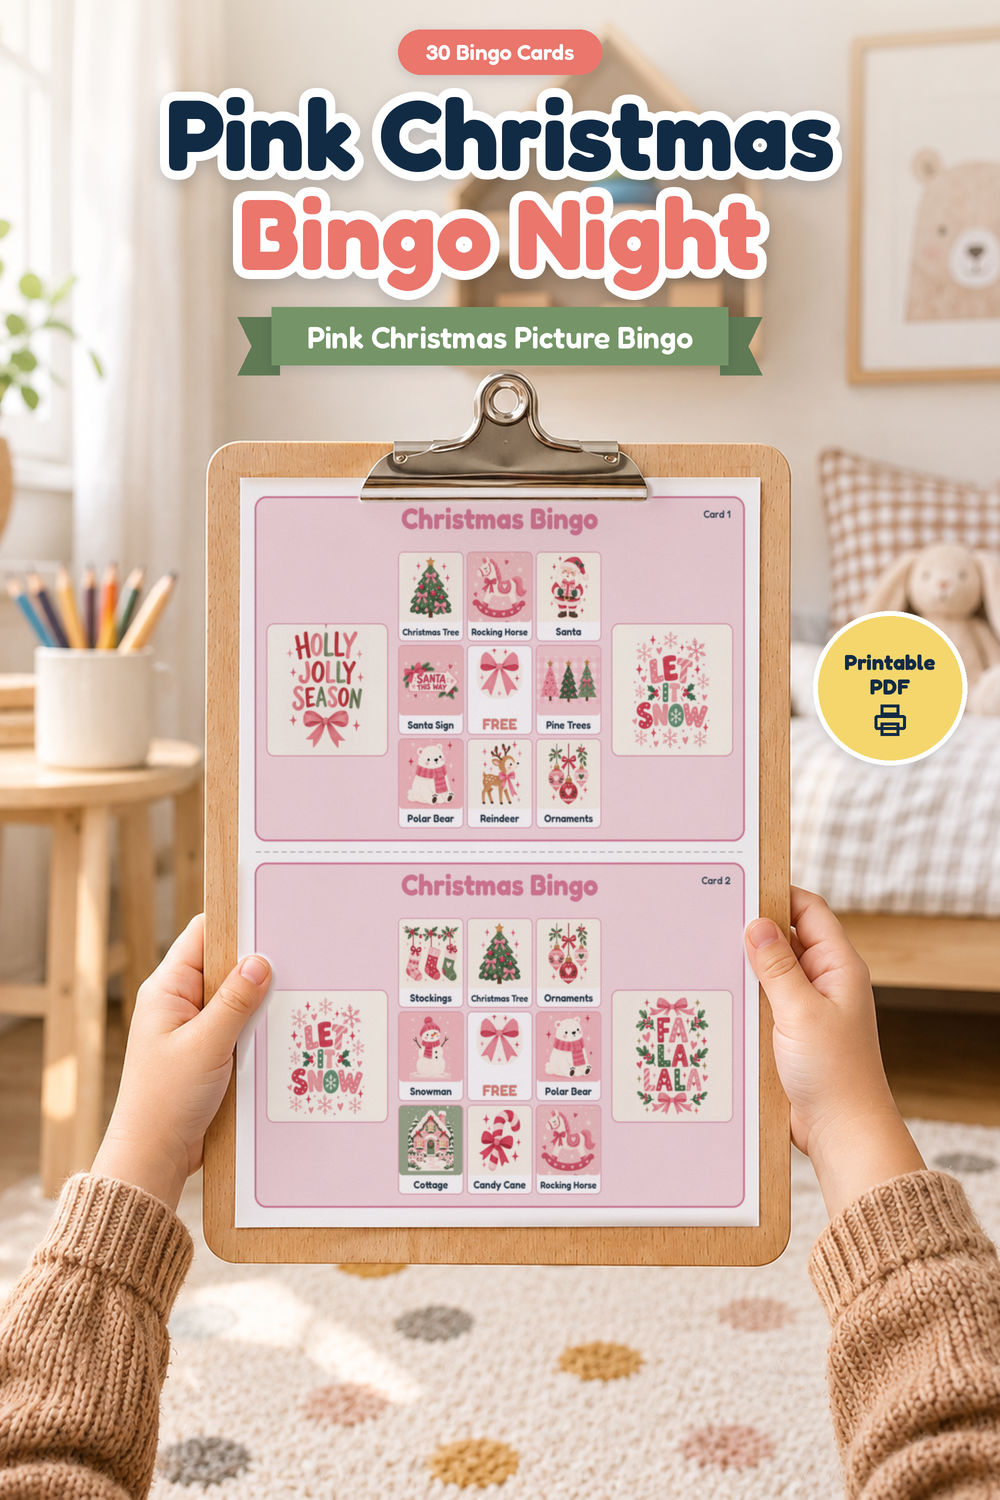 30 Bingo Cards
Pink Christmas
Bingo Night
Pink Christmas Picture Bingo
Christmas Bingo
Card 1
Christmas Tree
Rocking Horse
Santa
HOLLY
JOLLY
SEASON
SANTA
THIS WAY
Santa Sign
FREE
Pine Trees
LET
IT
SNOW
Polar Bear
Reindeer
Ornaments
Printable
PDF
Christmas Bingo
Card 2
Stockings
Christmas Tree
Ornaments
LET
IT
SNOW
Snowman
FREE
Polar Bear
FA
LA
LALA
Cottage
Candy Cane
Rocking Horse